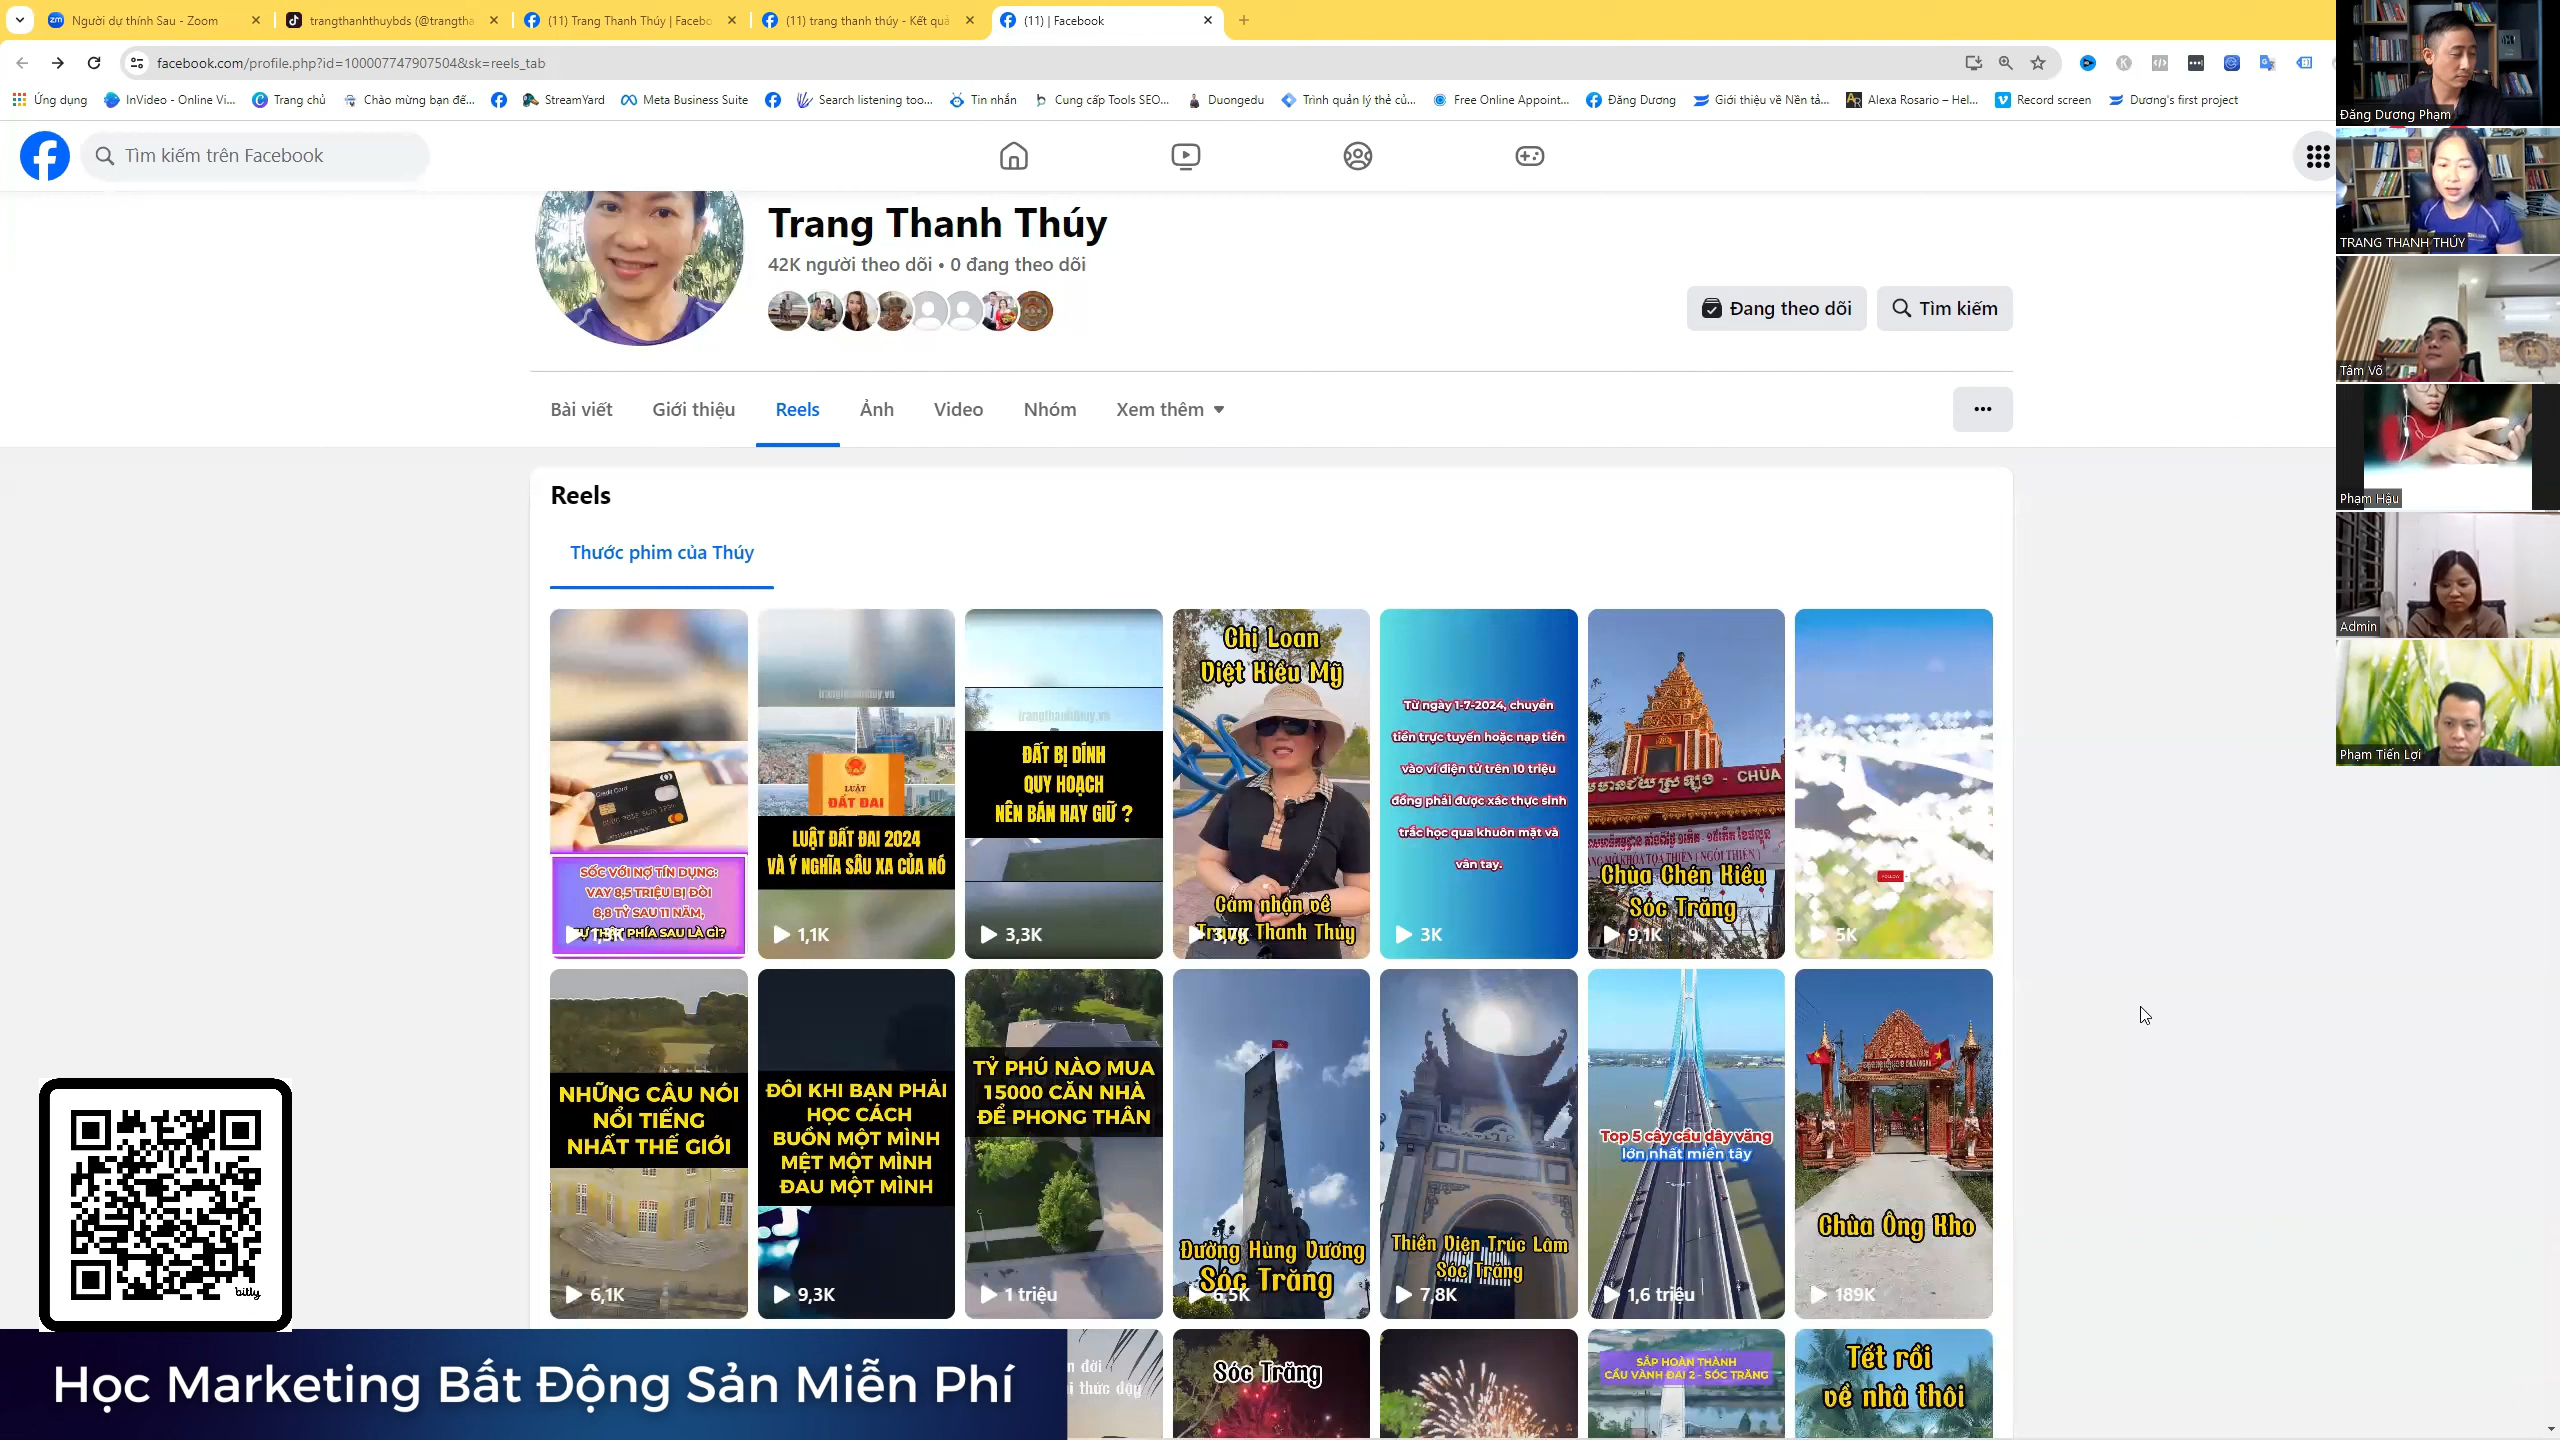 Người dự thính Sau - Zoom
trangthanhthuybds (@trangtha
(11) Trang Thanh Thúy | Facebo
(11) trang thanh thúy - Kết quả
(11) | Facebook
facebook.com/profile.php?id=100007747907504&sk=reels_tab
Ứng dụng
InVideo - Online Vi...
Trang chủ
Chào mừng bạn đế...
StreamYard
Meta Business Suite
Search listening too...
Tin nhắn
Cung cấp Tools SEO...
Duongedu
Trình quản lý thẻ củ...
Free Online Appoint...
Đăng Dương
Giới thiệu về Nền tả...
Alexa Rosario – Hel...
Record screen
Dương's first project
Tìm kiếm trên Facebook
Trang Thanh Thúy
42K người theo dõi • 0 đang theo dõi
Đang theo dõi
Tìm kiếm
Bài viết
Giới thiệu
Reels
Ảnh
Video
Nhóm
Xem thêm
Reels
Thước phim của Thúy
SỐC VỚI NỢ TÍN DỤNG:
VAY 8,5 TRIỆU BỊ ĐÒI
8,8 TỶ SAU 11 NĂM,
PHÍA SAU LÀ GÌ?
trangthanhthuy.vn
LUẬT
ĐẤT ĐAI
LUẬT ĐẤT ĐAI 2024
VÀ Ý NGHĨA SÂU XA CỦA NÓ
1,1K
trangthanhthuy.vn
ĐẤT BỊ DÍNH
QUY HOẠCH
NÊN BÁN HAY GIỮ ?
3,3K
Chị Loan
Việt Kiều Mỹ
Cảm nhận về
Trang Thanh Thúy
3,7K
Từ ngày 1-7-2024, chuyển
tiền trực tuyến hoặc nạp tiền
vào ví điện tử trên 10 triệu
đồng phải được xác thực sinh
trắc học qua khuôn mặt và
vân tay.
3K
- CHÙA
Chùa Chén Kiểu
Sóc Trăng
9,1K
FOLLOW
5K
NHỮNG CÂU NÓI
NỔI TIẾNG
NHẤT THẾ GIỚI
6,1K
ĐÔI KHI BẠN PHẢI
HỌC CÁCH
BUỒN MỘT MÌNH
MỆT MỘT MÌNH
ĐAU MỘT MÌNH
9,3K
TỶ PHÚ NÀO MUA
15000 CĂN NHÀ
ĐỂ PHONG THÂN
1 triệu
Đường Hùng Vương
Sóc Trăng
6,5K
Thiền Viện Trúc Lâm
Sóc Trăng
7,8K
Top 5 cây cầu dây văng
lớn nhất miền tây
1,6 triệu
Chùa Ông Kho
189K
Sóc Trăng
SẮP HOÀN THÀNH
CẦU VÀNH ĐAI 2 - SÓC TRĂNG
Tết rồi
về nhà thôi
bitly
Học Marketing Bất Động Sản Miễn Phí
Đăng Dương Phạm
TRANG THANH THÚY
Tâm Võ
Phạm Hậu
Admin
Phạm Tiến Lợi